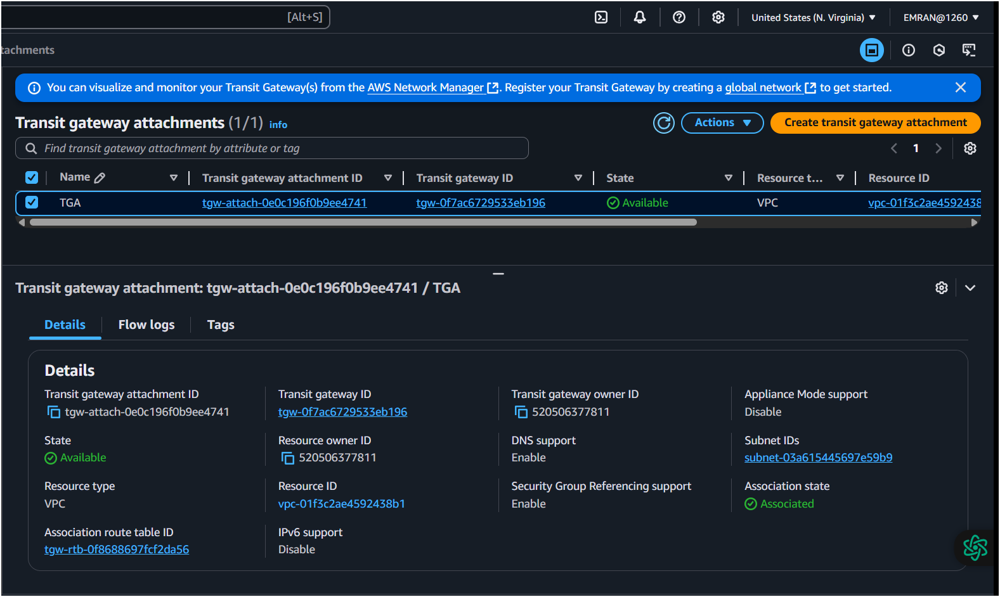 [Alt+S]
United States (N. Virginia)
EMRAN@1260
tachments
You can visualize and monitor your Transit Gateway(s) from the AWS Network Manager. Register your Transit Gateway by creating a global network to get started.
Transit gateway attachments (1/1) info
Actions
Create transit gateway attachment
Find transit gateway attachment by attribute or tag
1
Name
Transit gateway attachment ID
Transit gateway ID
State
Resource t...
Resource ID
TGA
tgw-attach-0e0c196f0b9ee4741
tgw-0f7ac6729533eb196
Available
VPC
vpc-01f3c2ae4592438
Transit gateway attachment: tgw-attach-0e0c196f0b9ee4741 / TGA
Details
Flow logs
Tags
Details
Transit gateway attachment ID
tgw-attach-0e0c196f0b9ee4741
Transit gateway ID
tgw-0f7ac6729533eb196
Transit gateway owner ID
520506377811
Appliance Mode support
Disable
State
Available
Resource owner ID
520506377811
DNS support
Enable
Subnet IDs
subnet-03a615445697e59b9
Resource type
VPC
Resource ID
vpc-01f3c2ae4592438b1
Security Group Referencing support
Enable
Association state
Associated
Association route table ID
tgw-rtb-0f8688697fcf2da56
IPv6 support
Disable